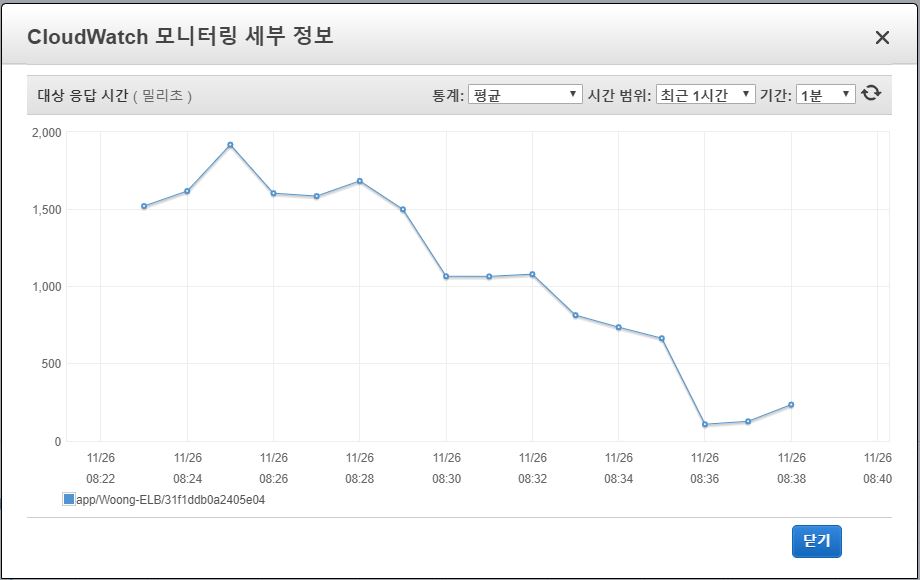 CloudWatch 모니터링 세부 정보
대상 응답 시간 ( 밀리초 ) 통계: 평균 시간 범위: 최근 1시간 기간: 1분
2,000
1,500
1,000
500
0
11/26 11/26 11/26 11/26 11/26 11/26 11/26 11/26 11/26 11/26
08:22 08:24 08:26 08:28 08:30 08:32 08:34 08:36 08:38 08:40
app/Woong-ELB/31f1ddb0a2405e04
닫기